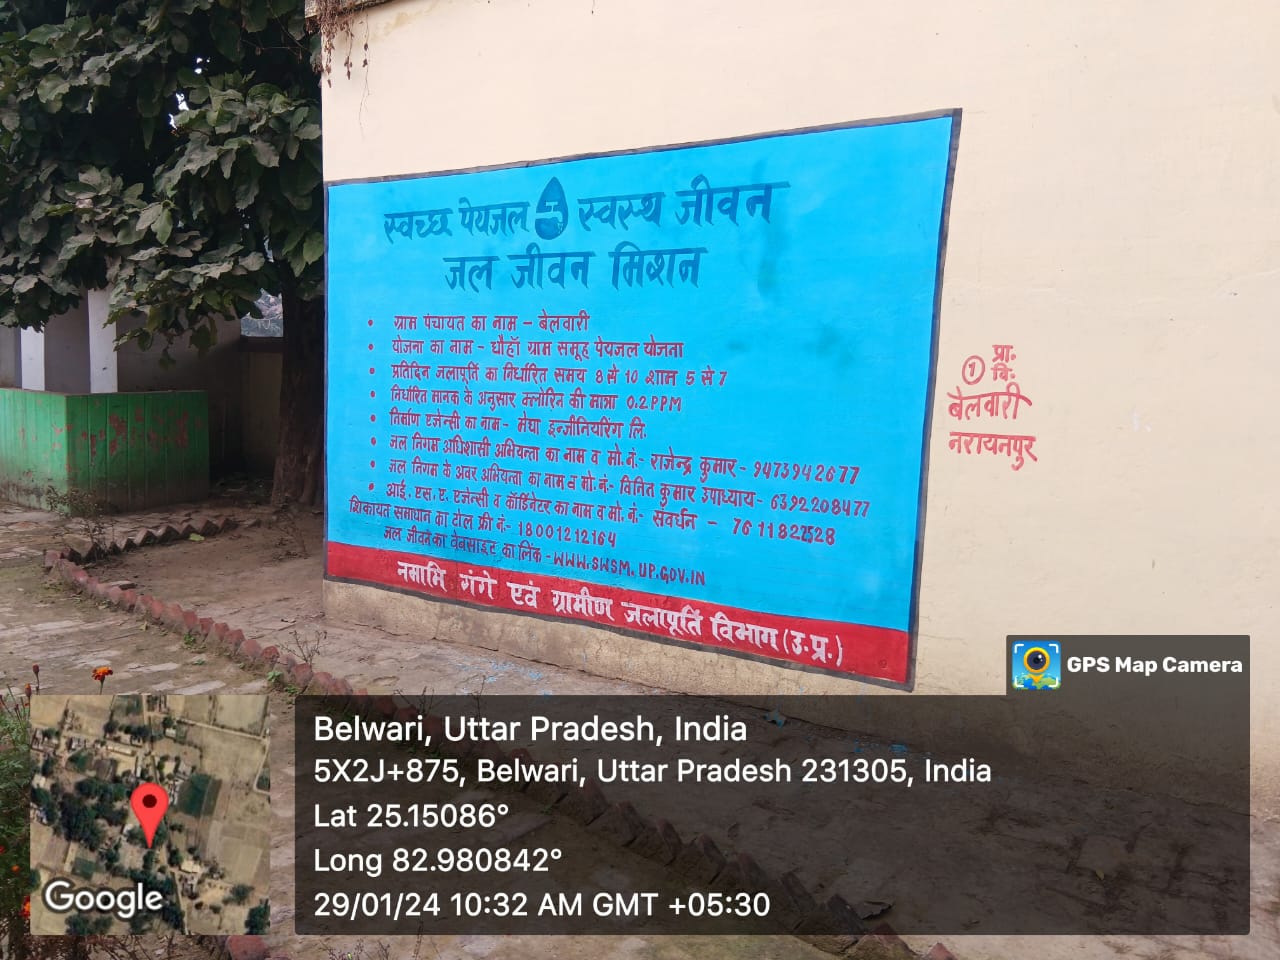 स्वच्छ पेयजल स्वस्थ जीवन
जल जीवन मिशन
• ग्राम पंचायत का नाम - बेलवारी
• योजना का नाम - धौहॉ ग्राम समूह पेयजल योजना
• प्रतिदिन जलापूर्ति का निर्धारित समय 8 से 10 शाम 5 से 7
• निर्धारित मानक के अनुसार क्लोरिन की मात्रा 0.2 PPM
• निर्माण एजेन्सी का नाम - मेघा इन्जीनियरिंग लि.
• जल निगम अधिशासी अभियन्ता का नाम व मो.नं.- राजेन्द्र कुमार - 9473942677
• जल निगम के अवर अभियन्ता का नाम व मो.नं.- विनित कुमार उपाध्याय - 6392208477
• आई. एस. ए. एजेन्सी व कॉर्डिनेटर का नाम व मो.नं.- संवर्धन - 7611822528
शिकायत समाधान का टोल फ्री नं.- 18001212164
जल जीवन का वेबसाइट का लिंक - WWW.SWSM.UP.GOV.IN
नमामि गंगे एवं ग्रामीण जलापूर्ति विभाग (उ.प्र.)
① प्रा. वि.
बेलवारी
नरायनपुर
GPS Map Camera
Belwari, Uttar Pradesh, India
5X2J+875, Belwari, Uttar Pradesh 231305, India
Lat 25.15086°
Long 82.980842°
29/01/24 10:32 AM GMT +05:30
Google